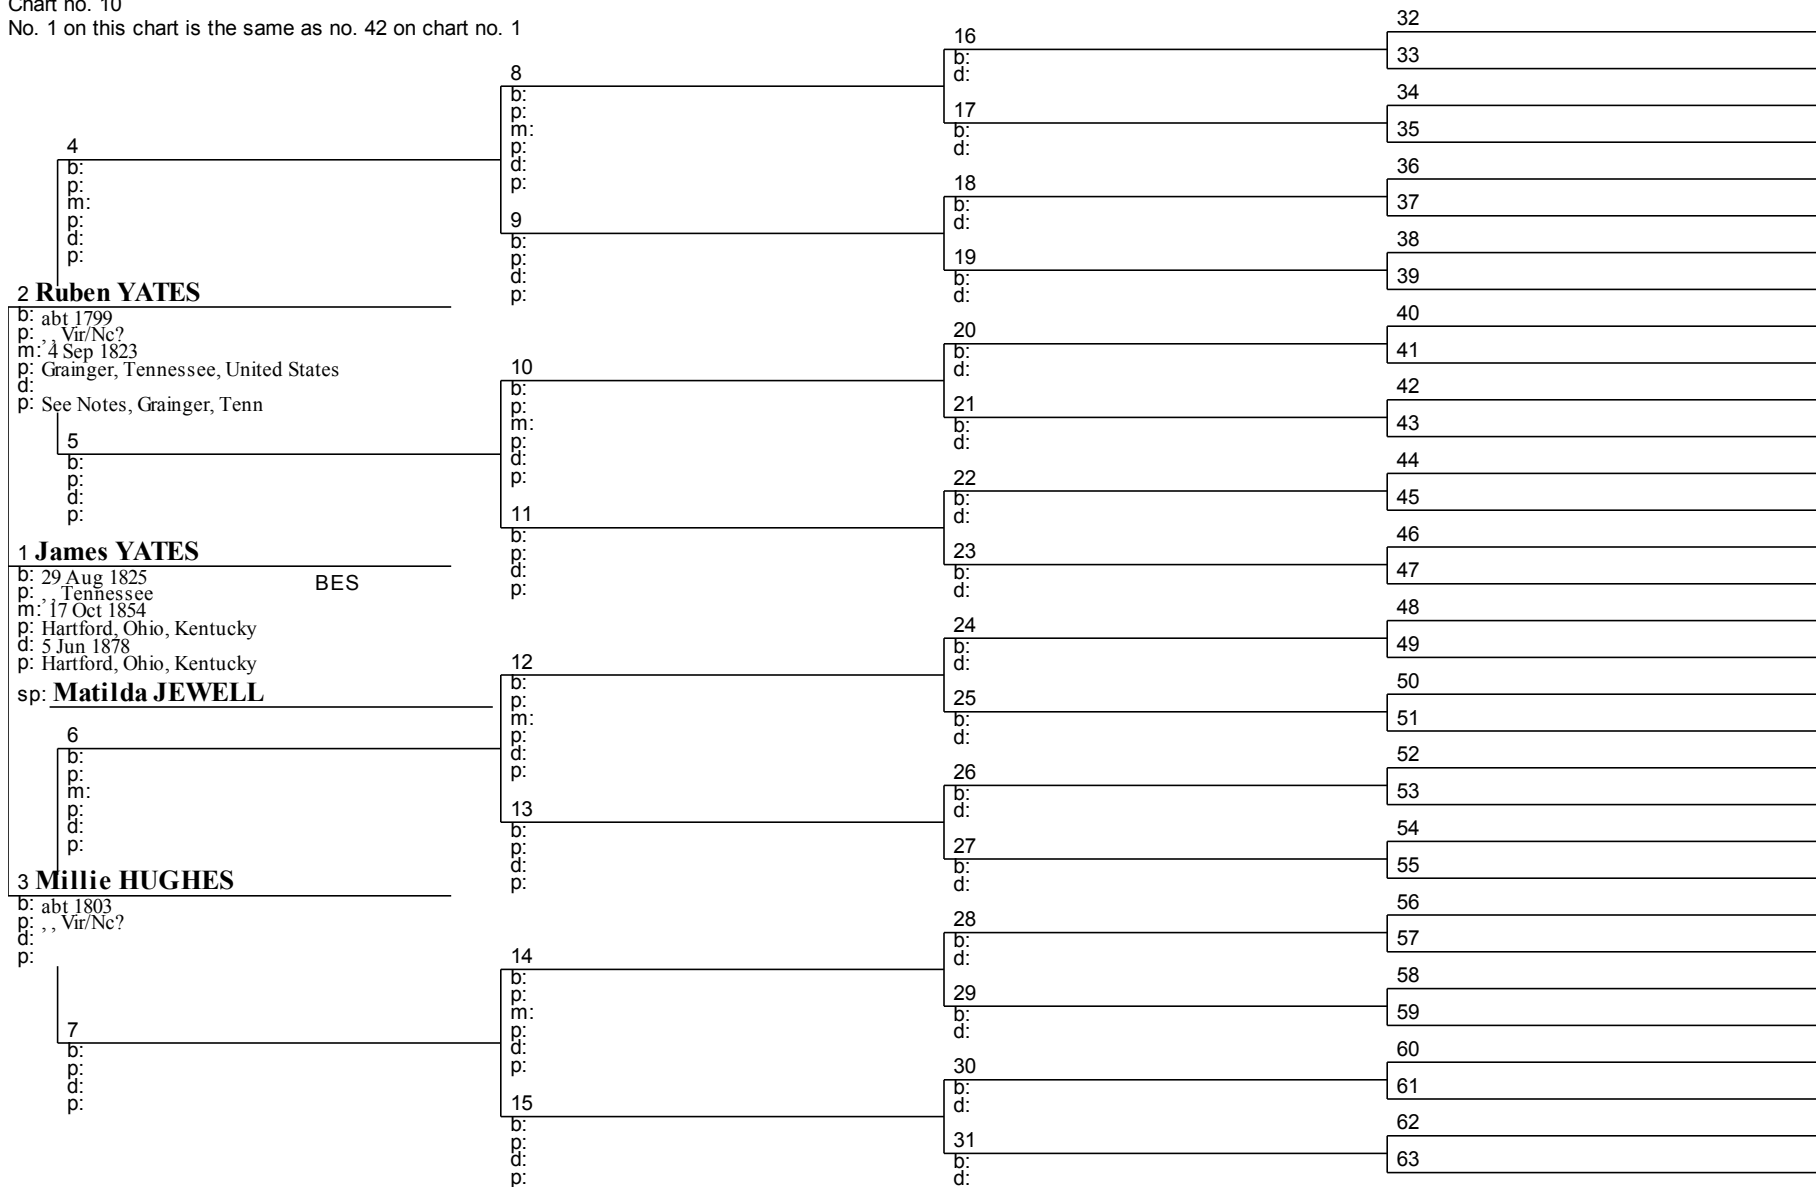 Chart no. 10
No. 1 on this chart is the same as no. 42 on chart no. 1
4
b:
p:
m:
p:
d:
p:
2 Ruben YATES
b: abt 1799
p: , , Vir/Nc?
m: 4 Sep 1823
p: Grainger, Tennessee, United States
d:
p: See Notes, Grainger, Tenn
5
b:
p:
d:
p:
1 James YATES
b: 29 Aug 1825
BES
p: , , Tennessee
m: 17 Oct 1854
p: Hartford, Ohio, Kentucky
d: 5 Jun 1878
p: Hartford, Ohio, Kentucky
sp: Matilda JEWELL
6
b:
p:
m:
p:
d:
p:
3 Millie HUGHES
b: abt 1803
p: , , Vir/Nc?
d:
p:
7
b:
p:
d:
p:
8
b:
p:
m:
p:
d:
p:
9
b:
p:
d:
p:
10
b:
p:
m:
p:
d:
p:
11
b:
p:
d:
p:
12
b:
p:
m:
p:
d:
p:
13
b:
p:
d:
p:
14
b:
p:
m:
p:
d:
p:
15
b:
p:
d:
p:
16
b:
d:
17
b:
d:
18
b:
d:
19
b:
d:
20
b:
d:
21
b:
d:
22
b:
d:
23
b:
d:
24
b:
d:
25
b:
d:
26
b:
d:
27
b:
d:
28
b:
d:
29
b:
d:
30
b:
d:
31
b:
d:
32
33
34
35
36
37
38
39
40
41
42
43
44
45
46
47
48
49
50
51
52
53
54
55
56
57
58
59
60
61
62
63